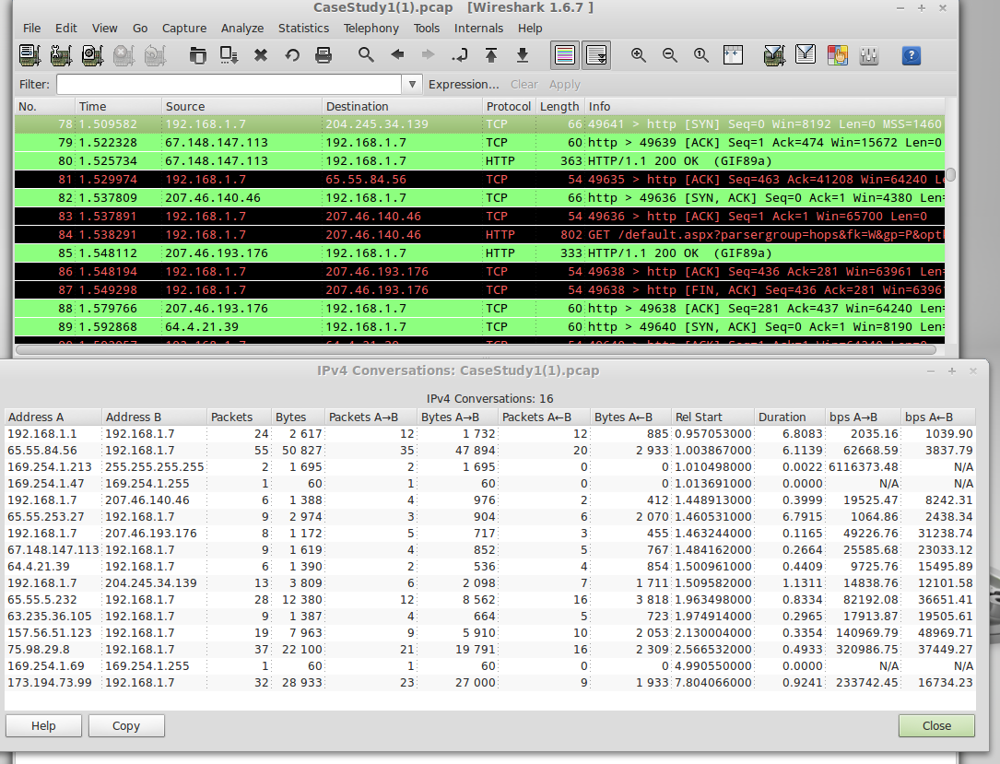 CaseStudy1(1).pcap [Wireshark 1.6.7 ]
File Edit View Go Capture Analyze Statistics Telephony Tools Internals Help
Filter: Expression... Clear Apply
No. Time Source Destination Protocol Length Info
78 1.509582 192.168.1.7 204.245.34.139 TCP 66 49641 > http [SYN] Seq=0 Win=8192 Len=0 MSS=1460
79 1.522328 67.148.147.113 192.168.1.7 TCP 60 http > 49639 [ACK] Seq=1 Ack=474 Win=15672 Len=0
80 1.525734 67.148.147.113 192.168.1.7 HTTP 363 HTTP/1.1 200 OK (GIF89a)
81 1.529974 192.168.1.7 65.55.84.56 TCP 54 49635 > http [ACK] Seq=463 Ack=41208 Win=64240 Le
82 1.537809 207.46.140.46 192.168.1.7 TCP 66 http > 49636 [SYN, ACK] Seq=0 Ack=1 Win=4380 Len=
83 1.537891 192.168.1.7 207.46.140.46 TCP 54 49636 > http [ACK] Seq=1 Ack=1 Win=65700 Len=0
84 1.538291 192.168.1.7 207.46.140.46 HTTP 802 GET /default.aspx?parsergroup=hops&fk=W&gp=P&opt
85 1.548112 207.46.193.176 192.168.1.7 HTTP 333 HTTP/1.1 200 OK (GIF89a)
86 1.548194 192.168.1.7 207.46.193.176 TCP 54 49638 > http [ACK] Seq=436 Ack=281 Win=63961 Len=
87 1.549298 192.168.1.7 207.46.193.176 TCP 54 49638 > http [FIN, ACK] Seq=436 Ack=281 Win=6396
88 1.579766 207.46.193.176 192.168.1.7 TCP 60 http > 49638 [ACK] Seq=281 Ack=437 Win=64240 Len=
89 1.592868 64.4.21.39 192.168.1.7 TCP 60 http > 49640 [SYN, ACK] Seq=0 Ack=1 Win=8190 Len=
IPv4 Conversations: CaseStudy1(1).pcap
IPv4 Conversations: 16
Address A Address B Packets Bytes Packets A→B Bytes A→B Packets A←B Bytes A←B Rel Start Duration bps A→B bps A←B
192.168.1.1 192.168.1.7 24 2 617 12 1 732 12 885 0.957053000 6.8083 2035.16 1039.90
65.55.84.56 192.168.1.7 55 50 827 35 47 894 20 2 933 1.003867000 6.1139 62668.59 3837.79
169.254.1.213 255.255.255.255 2 1 695 2 1 695 0 0 1.010498000 0.0022 6116373.48 N/A
169.254.1.47 169.254.1.255 1 60 1 60 0 0 1.013691000 0.0000 N/A N/A
192.168.1.7 207.46.140.46 6 1 388 4 976 2 412 1.448913000 0.3999 19525.47 8242.31
65.55.253.27 192.168.1.7 9 2 974 3 904 6 2 070 1.460531000 6.7915 1064.86 2438.34
192.168.1.7 207.46.193.176 8 1 172 5 717 3 455 1.463244000 0.1165 49226.76 31238.74
67.148.147.113 192.168.1.7 9 1 619 4 852 5 767 1.484162000 0.2664 25585.68 23033.12
64.4.21.39 192.168.1.7 6 1 390 2 536 4 854 1.500961000 0.4409 9725.76 15495.89
192.168.1.7 204.245.34.139 13 3 809 6 2 098 7 1 711 1.509582000 1.1311 14838.76 12101.58
65.55.5.232 192.168.1.7 28 12 380 12 8 562 16 3 818 1.963498000 0.8334 82192.08 36651.41
63.235.36.105 192.168.1.7 9 1 387 4 664 5 723 1.974914000 0.2965 17913.87 19505.61
157.56.51.123 192.168.1.7 19 7 963 9 5 910 10 2 053 2.130004000 0.3354 140969.79 48969.71
75.98.29.8 192.168.1.7 37 22 100 21 19 791 16 2 309 2.566532000 0.4933 320986.75 37449.27
169.254.1.69 169.254.1.255 1 60 1 60 0 0 4.990550000 0.0000 N/A N/A
173.194.73.99 192.168.1.7 32 28 933 23 27 000 9 1 933 7.804066000 0.9241 233742.45 16734.23
Help Copy Close